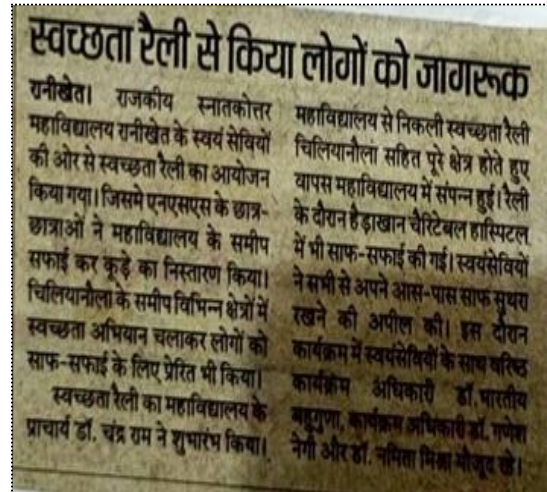 स्वच्छता रैली से किया लोगों को जागरूक
रानीखेत। राजकीय स्नातकोत्तर
महाविद्यालय रानीखेत के स्वयं सेवियों
की ओर से स्वच्छता रैली का आयोजन
किया गया। जिसमे एनएसएस के छात्र-
छात्राओं ने महाविद्यालय के समीप
सफाई कर कूड़े का निस्तारण किया।
चिलियानौला के समीप विभिन्न क्षेत्रों में
स्वच्छता अभियान चलाकर लोगों को
साफ-सफाई के लिए प्रेरित भी किया।
स्वच्छता रैली का महाविद्यालय के
प्राचार्य डॉ. चंद्र राम ने शुभारंभ किया।
महाविद्यालय से निकली स्वच्छता रैली
चिलियानौला सहित पूरे क्षेत्र होते हुए
वापस महाविद्यालय में संपन्न हुई। रैली
के दौरान हैड़ाखान चैरिटेबल हास्पिटल
में भी साफ-सफाई की गई। स्वयंसेवियों
ने सभी से अपने आस-पास साफ सुथरा
रखने की अपील की। इस दौरान
कार्यक्रम में स्वयंसेवियों के साथ वरिष्ठ
कार्यक्रम अधिकारी डॉ. भारतीय
बहुगुणा, कार्यक्रम अधिकारी डॉ. गणेश
नेगी और डॉ. नमिता मिश्रा मौजूद रहे।